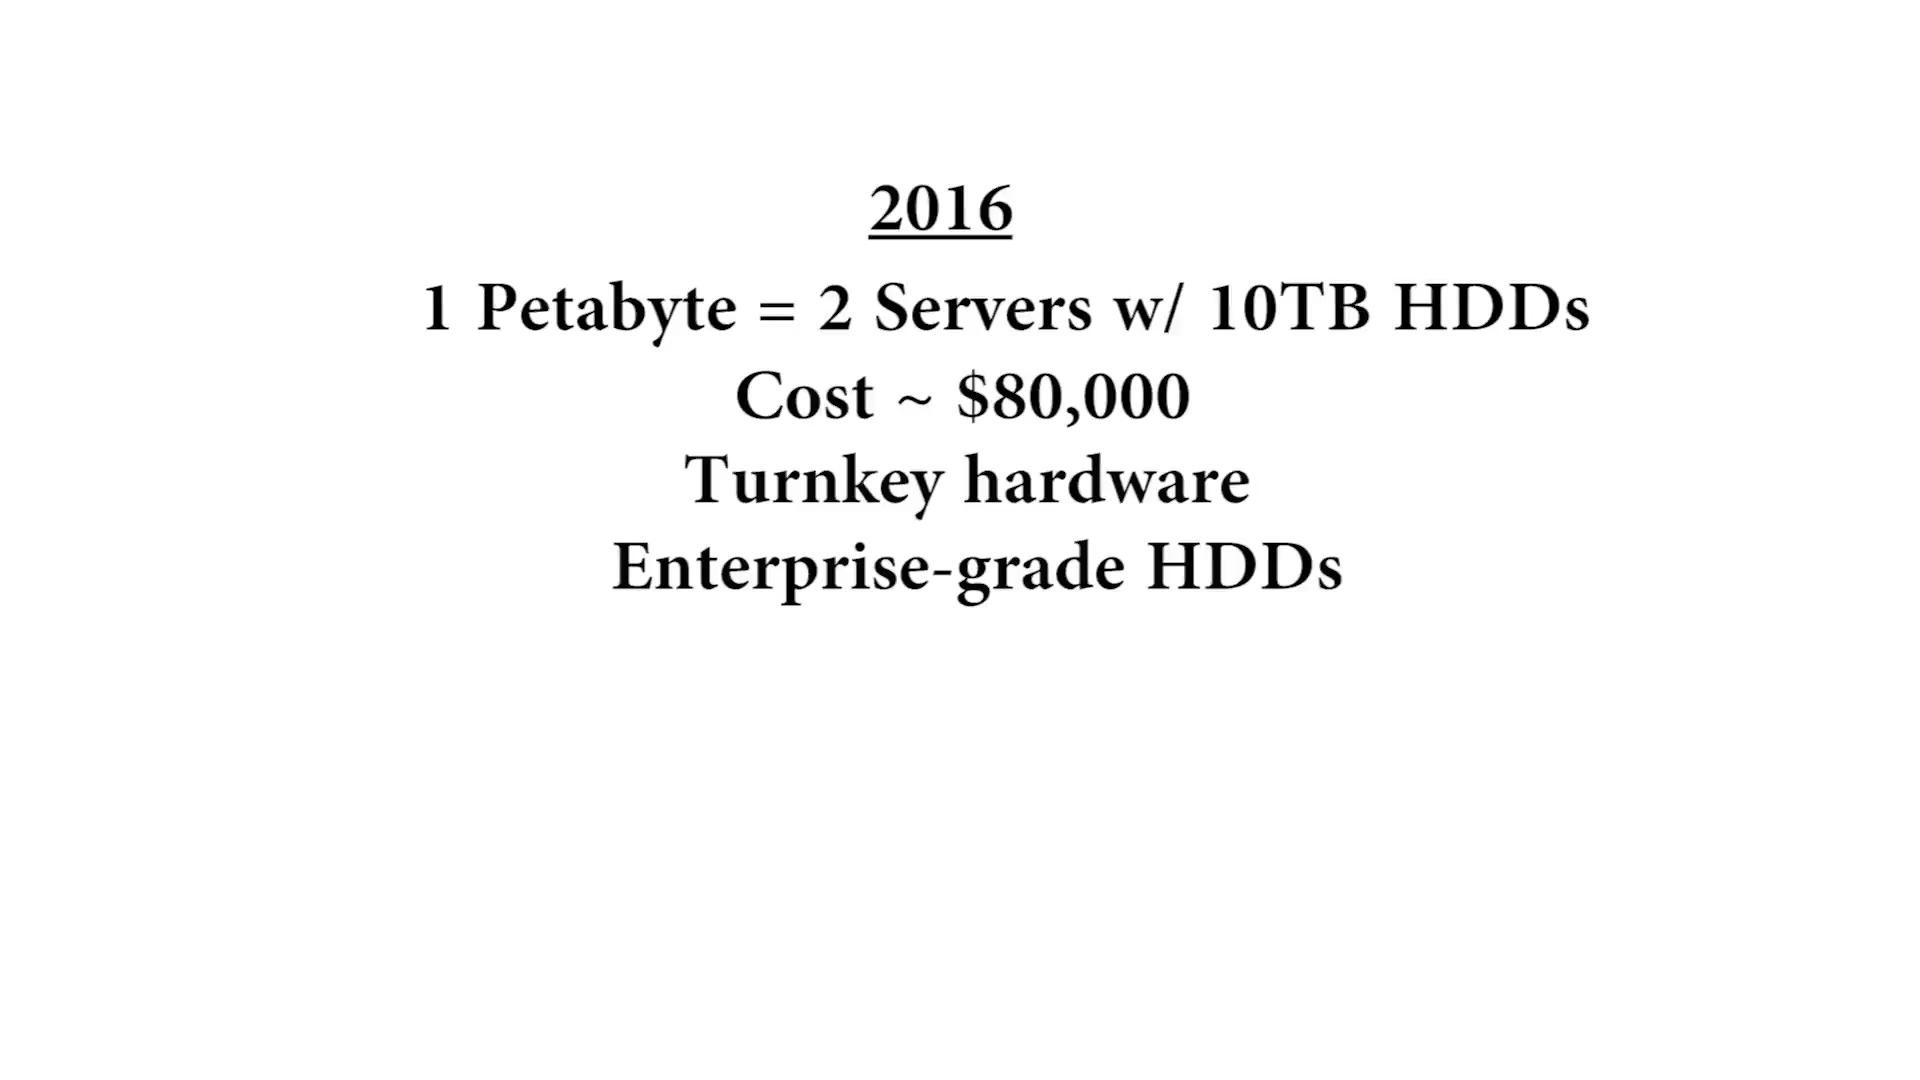 2016
1 Petabyte = 2 Servers w/ 10TB HDDs
Cost ~ $80,000
Turnkey hardware
Enterprise-grade HDDs